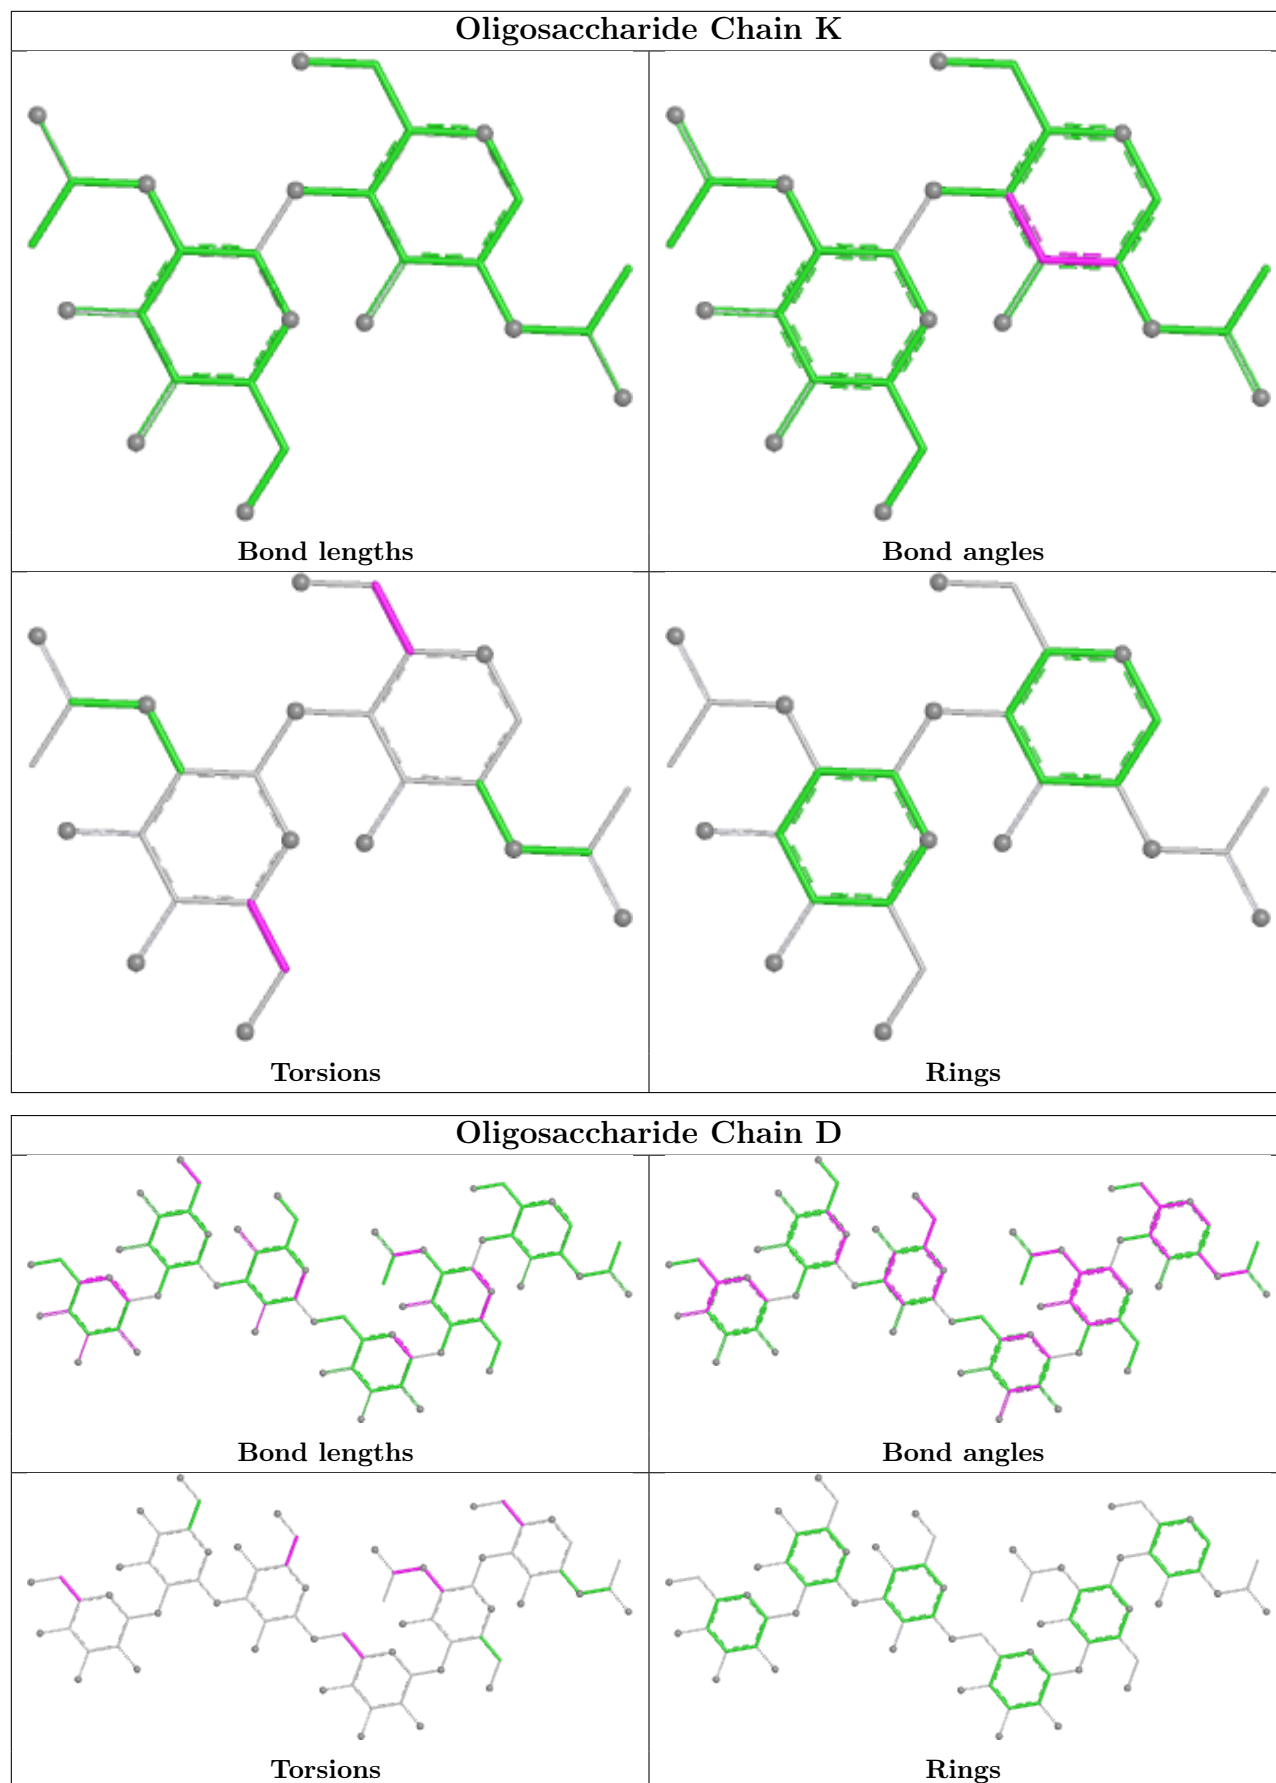 Oligosaccharide Chain K
Bond lengths
Bond angles
Torsions
Rings
Oligosaccharide Chain D
Bond lengths
Bond angles
Torsions
Rings